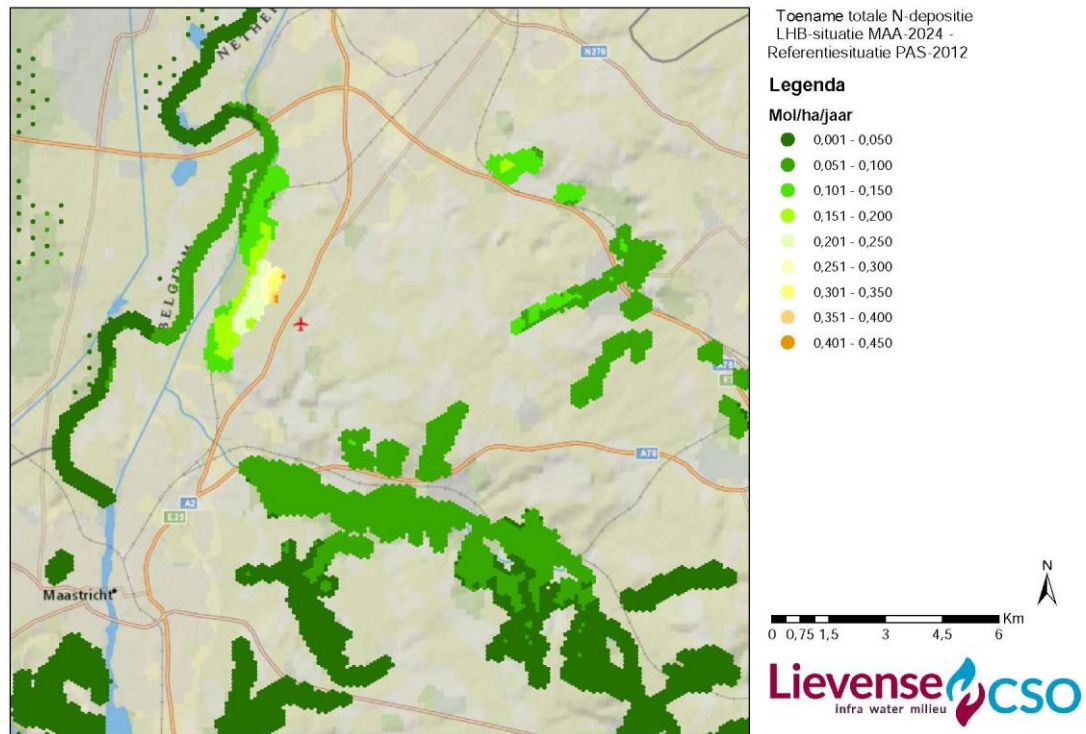 NETHER
N276
BELGI
A76
E3
A76
A2
E25
Maastricht
Toename totale N-depositie
LHB-situatie MAA-2024 -
Referentiesituatie PAS-2012
Legenda
Mol/ha/jaar
0,001 - 0,050
0,051 - 0,100
0,101 - 0,150
0,151 - 0,200
0,201 - 0,250
0,251 - 0,300
0,301 - 0,350
0,351 - 0,400
0,401 - 0,450
N
0 0,75 1,5 3 4,5 6 Km
Lievense CSO
infra water milieu